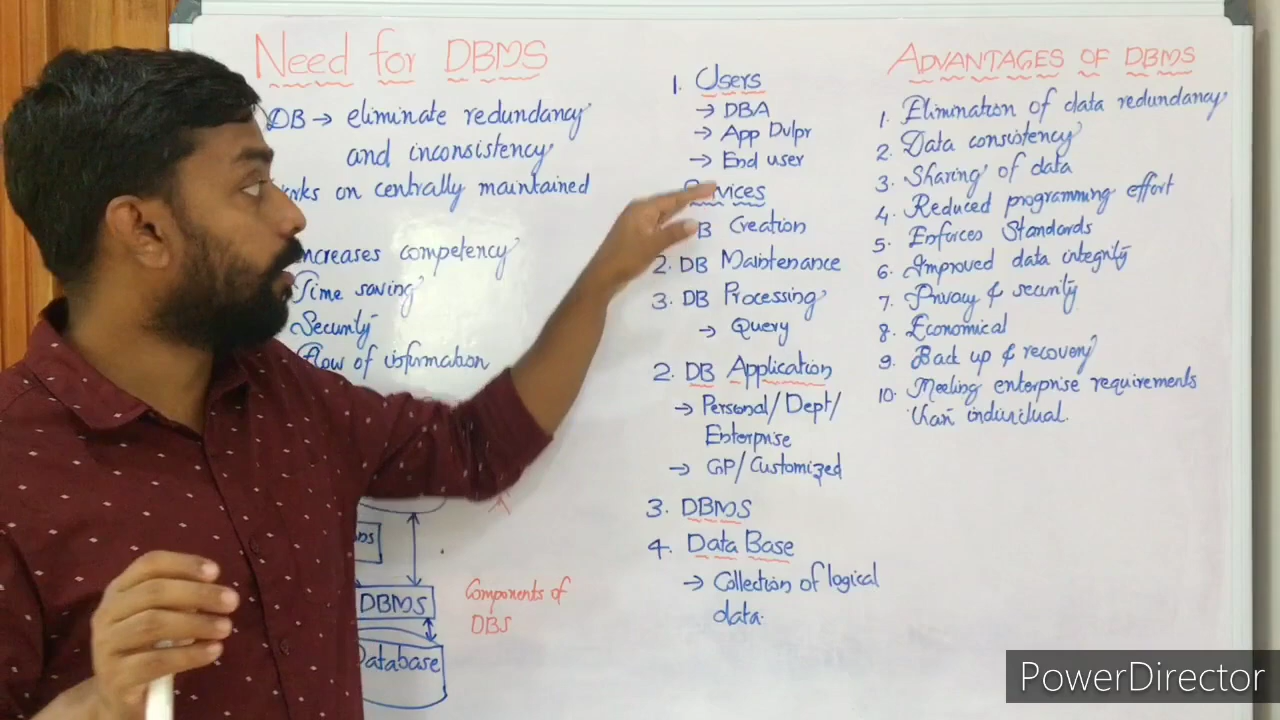 Need for DBMS
DB → eliminate redundancy
and inconsistency
on centrally maintained
increases competency
Time saving
Security
Flow of information
DBMS
Database
Components of
DBS
1. Users
→ DBA
→ App Dvlpr
→ End user
Services
Creation
2. DB Maintenance
3. DB Processing
→ Query
2. DB Application
→ Personal/Dept/
Enterprise
→ GP/Customized
3. DBMS
4. Data Base
→ Collection of logical
data.
ADVANTAGES OF DBMS
1. Elimination of data redundancy
2. Data consistency
3. Sharing of data
4. Reduced programming effort
5. Enforces Standards
6. Improved data integrity
7. Privacy & security
8. Economical
9. Back up & recovery
10. Meeting enterprise requirements
than individual.
PowerDirector